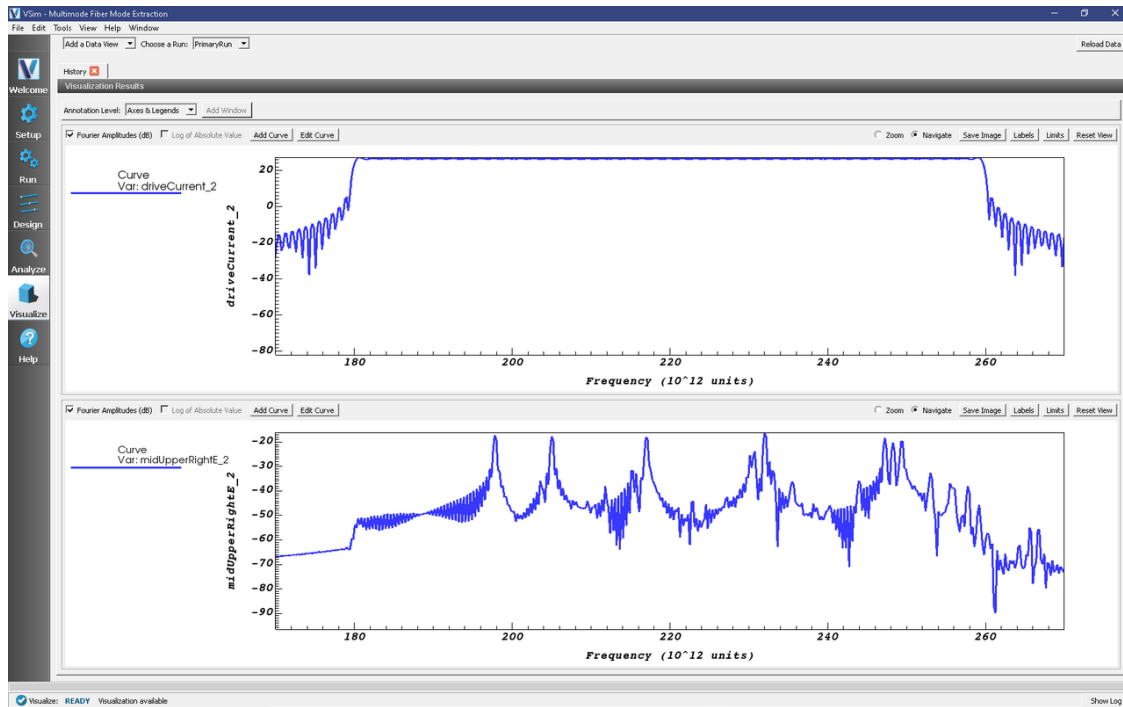 VSim - Multimode Fiber Mode Extraction
File Edit Tools View Help Window
Add a Data View Choose a Run: PrimaryRun Reload Data
Welcome
Setup
Run
Design
Analyze
Visualize
Help
History
Visualization Results
Annotation Level: Axes & Legends Add Window
Fourier Amplitudes (dB) Log of Absolute Value Add Curve Edit Curve Zoom Navigate Save Image Labels Limits Reset View
Curve
Var: driveCurrent_2
driveCurrent_2
20
0
-20
-40
-60
-80
180 200 220 240 260
Frequency (10^12 units)
Fourier Amplitudes (dB) Log of Absolute Value Add Curve Edit Curve Zoom Navigate Save Image Labels Limits Reset View
Curve
Var: midUpperRightE_2
midUpperRightE_2
-20
-30
-40
-50
-60
-70
-80
-90
180 200 220 240 260
Frequency (10^12 units)
Visualize: READY Visualization available Show Log